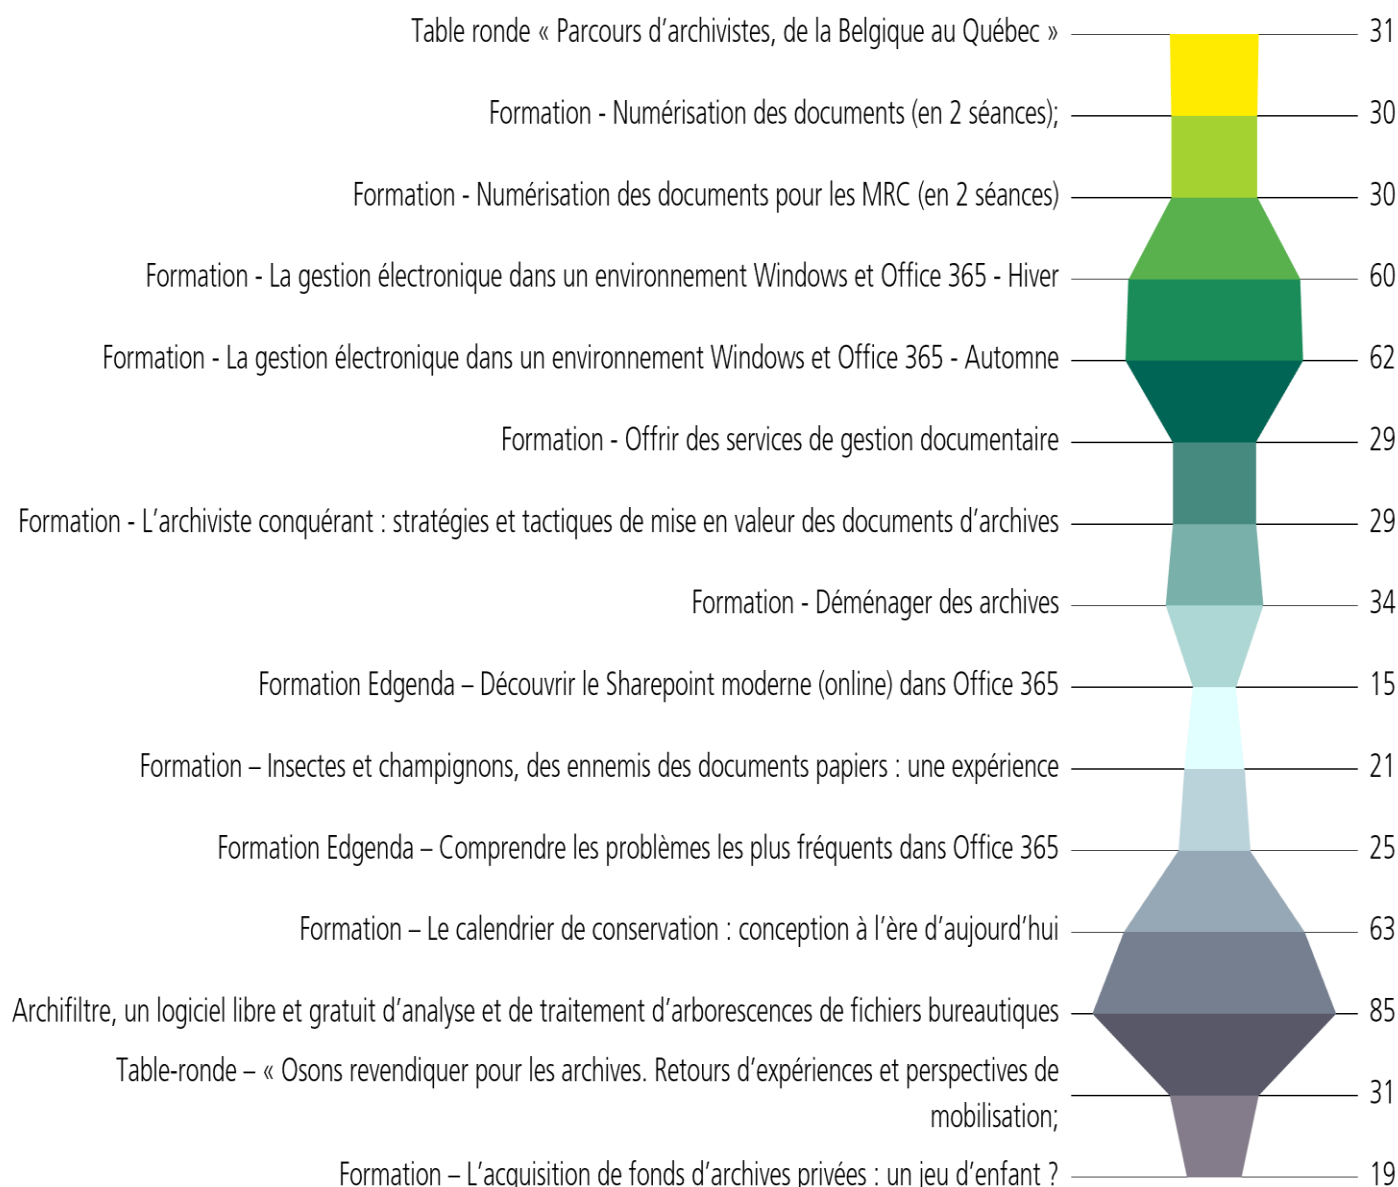 Table ronde « Parcours d’archivistes, de la Belgique au Québec » 31
Formation - Numérisation des documents (en 2 séances); 30
Formation - Numérisation des documents pour les MRC (en 2 séances) 30
Formation - La gestion électronique dans un environnement Windows et Office 365 - Hiver 60
Formation - La gestion électronique dans un environnement Windows et Office 365 - Automne 62
Formation - Offrir des services de gestion documentaire 29
Formation - L’archiviste conquérant : stratégies et tactiques de mise en valeur des documents d’archives 29
Formation - Déménager des archives 34
Formation Edgenda – Découvrir le Sharepoint moderne (online) dans Office 365 15
Formation – Insectes et champignons, des ennemis des documents papiers : une expérience 21
Formation Edgenda – Comprendre les problèmes les plus fréquents dans Office 365 25
Formation – Le calendrier de conservation : conception à l’ère d’aujourd’hui 63
Archifiltre, un logiciel libre et gratuit d’analyse et de traitement d’arborescences de fichiers bureautiques 85
Table-ronde – « Osons revendiquer pour les archives. Retours d’expériences et perspectives de
mobilisation; 31
Formation – L’acquisition de fonds d’archives privées : un jeu d’enfant ? 19